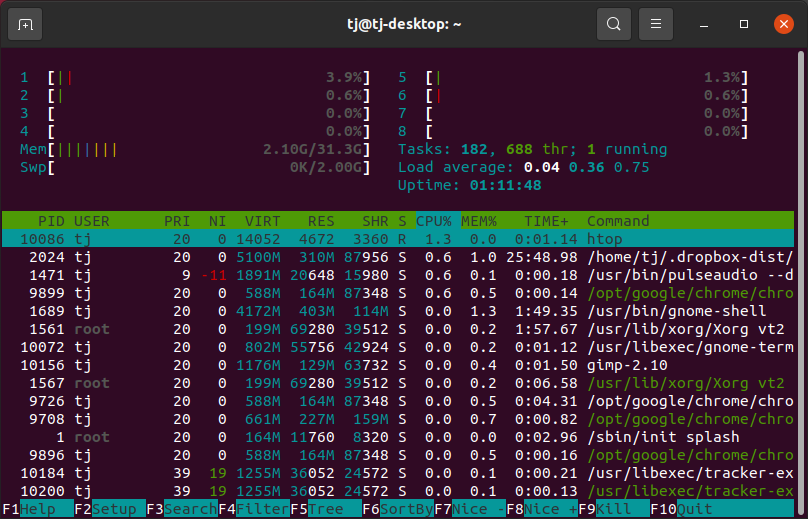 tj@tj-desktop: ~
1 [|| 3.9%] 5 [| 1.3%]
2 [| 0.6%] 6 [| 0.6%]
3 [ 0.0%] 7 [ 0.0%]
4 [ 0.0%] 8 [ 0.0%]
Mem[||||||| 2.10G/31.3G] Tasks: 182, 688 thr; 1 running
Swp[ 0K/2.00G] Load average: 0.04 0.36 0.75
Uptime: 01:11:48
PID USER PRI NI VIRT RES SHR S CPU% MEM% TIME+ Command
10086 tj 20 0 14052 4672 3360 R 1.3 0.0 0:01.14 htop
2024 tj 20 0 5100M 310M 87956 S 0.6 1.0 25:48.98 /home/tj/.dropbox-dist/
1471 tj 9 -11 1891M 20648 15980 S 0.6 0.1 0:00.18 /usr/bin/pulseaudio --d
9899 tj 20 0 588M 164M 87348 S 0.6 0.5 0:00.14 /opt/google/chrome/chro
1689 tj 20 0 4172M 403M 114M S 0.0 1.3 1:49.35 /usr/bin/gnome-shell
1561 root 20 0 199M 69280 39512 S 0.0 0.2 1:57.67 /usr/lib/xorg/Xorg vt2
10072 tj 20 0 802M 55756 42924 S 0.0 0.2 0:01.12 /usr/libexec/gnome-term
10156 tj 20 0 1176M 129M 63732 S 0.0 0.4 0:01.50 gimp-2.10
1567 root 20 0 199M 69280 39512 S 0.0 0.2 0:06.58 /usr/lib/xorg/Xorg vt2
9726 tj 20 0 588M 164M 87348 S 0.0 0.5 0:04.31 /opt/google/chrome/chro
9708 tj 20 0 661M 227M 159M S 0.0 0.7 0:00.82 /opt/google/chrome/chro
1 root 20 0 164M 11760 8320 S 0.0 0.0 0:02.96 /sbin/init splash
9896 tj 20 0 588M 164M 87348 S 0.0 0.5 0:00.16 /opt/google/chrome/chro
10184 tj 39 19 1255M 36052 24572 S 0.0 0.1 0:00.21 /usr/libexec/tracker-ex
10200 tj 39 19 1255M 36052 24572 S 0.0 0.1 0:00.13 /usr/libexec/tracker-ex
F1Help F2Setup F3SearchF4FilterF5Tree F6SortByF7Nice -F8Nice +F9Kill F10Quit